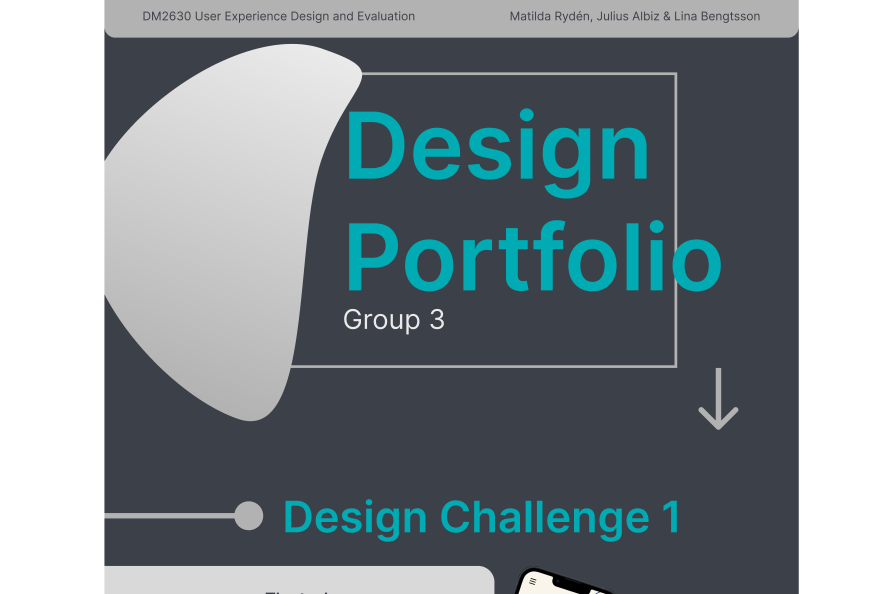 DM2630 User Experience Design and Evaluation
Matilda Rydén, Julius Albiz & Lina Bengtsson
Design
Portfolio
Group 3
Design Challenge 1